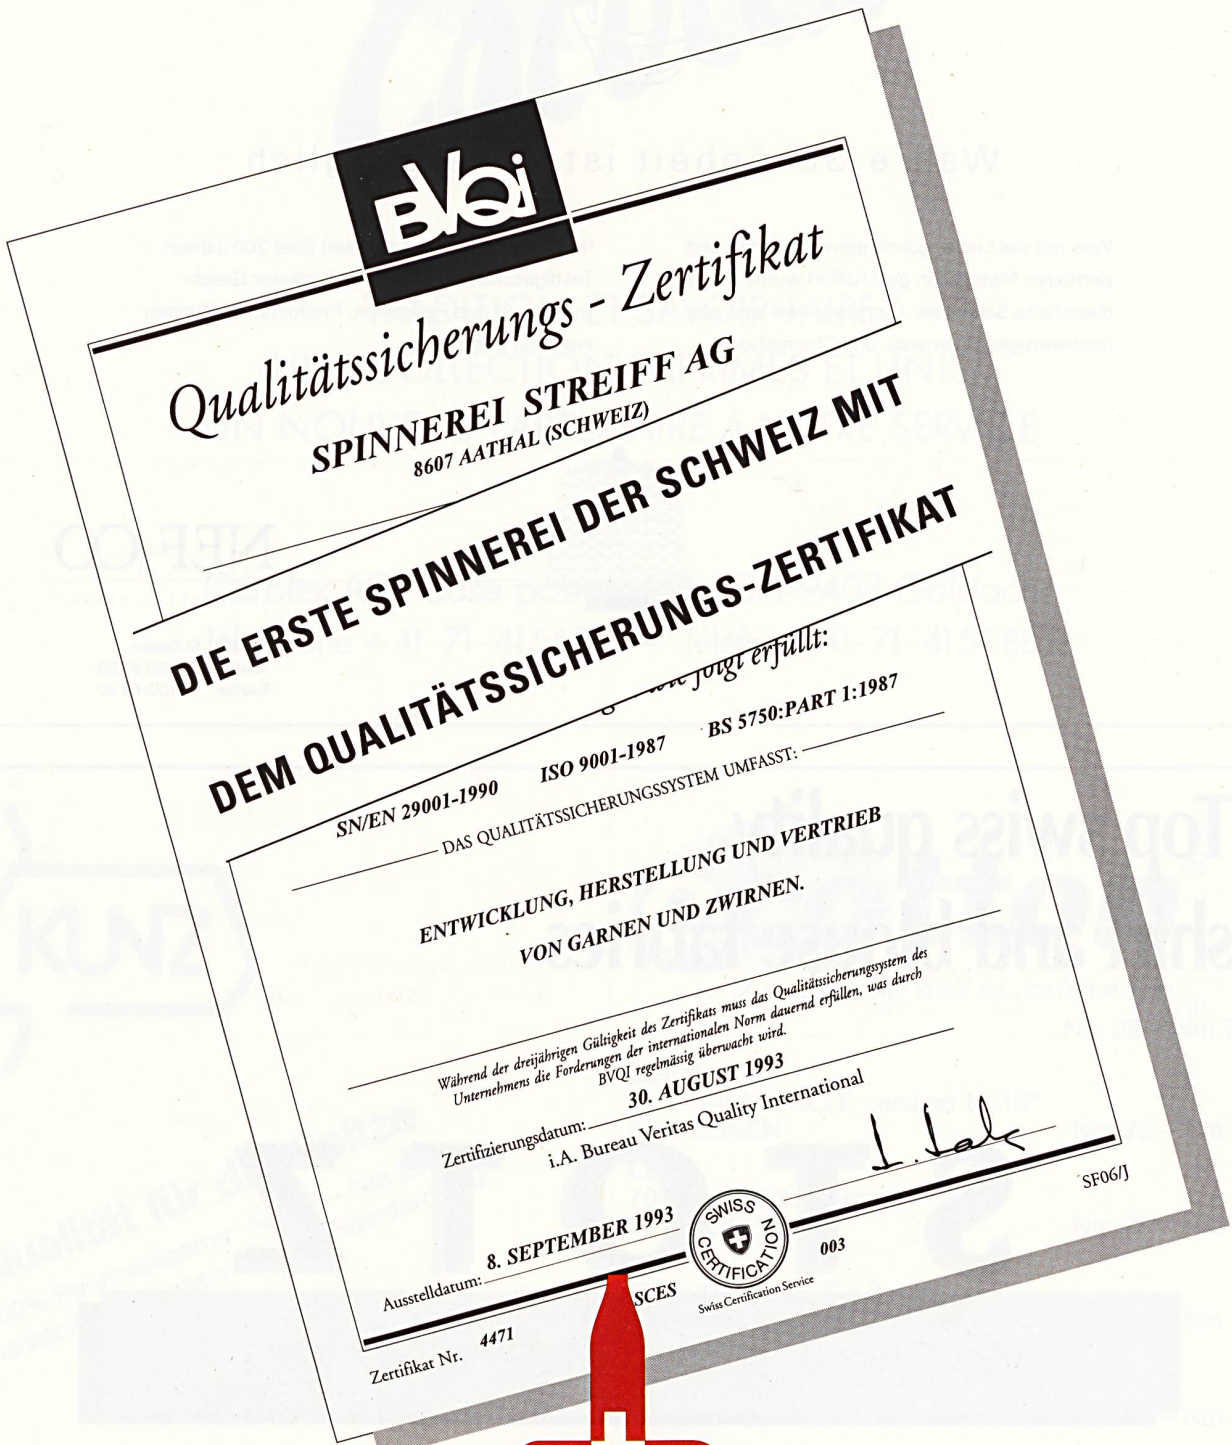 BVQi
Qualitätssicherungs - Zertifikat
SPINNEREI STREIFF AG
8607 AATHAL (SCHWEIZ)
DIE ERSTE SPINNEREI DER SCHWEIZ MIT
DEM QUALITÄTSSICHERUNGS-ZERTIFIKAT
folgt erfüllt:
SN/EN 29001-1990 ISO 9001-1987 BS 5750:PART 1:1987
DAS QUALITÄTSSICHERUNGSSYSTEM UMFASST:
ENTWICKLUNG, HERSTELLUNG UND VERTRIEB
VON GARNEN UND ZWIRNEN.
Während der dreijährigen Gültigkeit des Zertifikats muss das Qualitätssicherungssystem des
Unternehmens die Forderungen der internationalen Norm dauernd erfüllen, was durch
BVQI regelmässig überwacht wird.
Zertifizierungsdatum: 30. AUGUST 1993
i.A. Bureau Veritas Quality International
Ausstelldatum: 8. SEPTEMBER 1993
SWISS CERTIFICATION
SF06/J
Zertifikat Nr. 4471 SCES 003
Swiss Certification Service